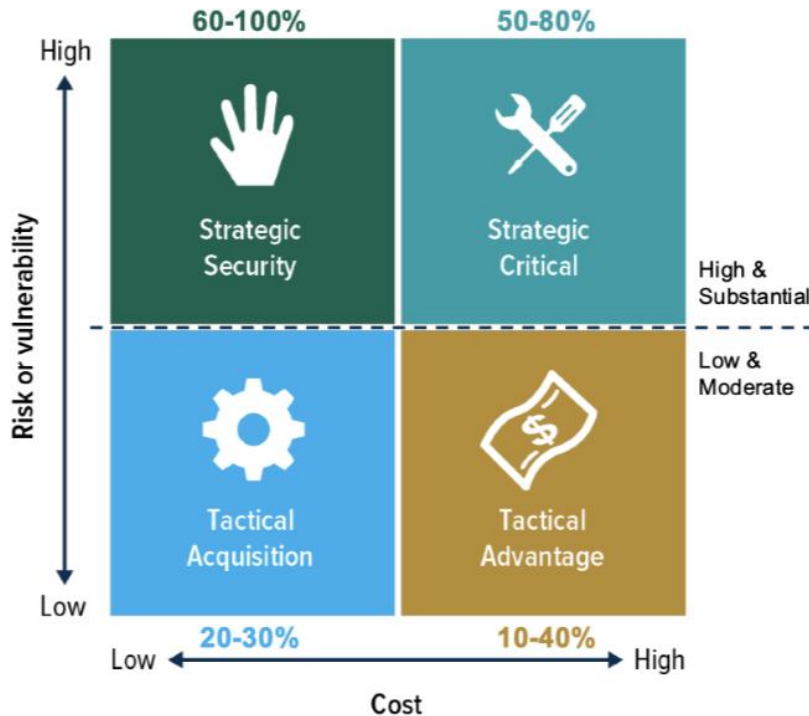 60-100%
50-80%
High
Strategic
Security
Strategic
Critical
High &
Substantial
Risk or vulnerability
Low &
Moderate
$
Tactical
Acquisition
Tactical
Advantage
Low
20-30%
10-40%
Low
High
Cost